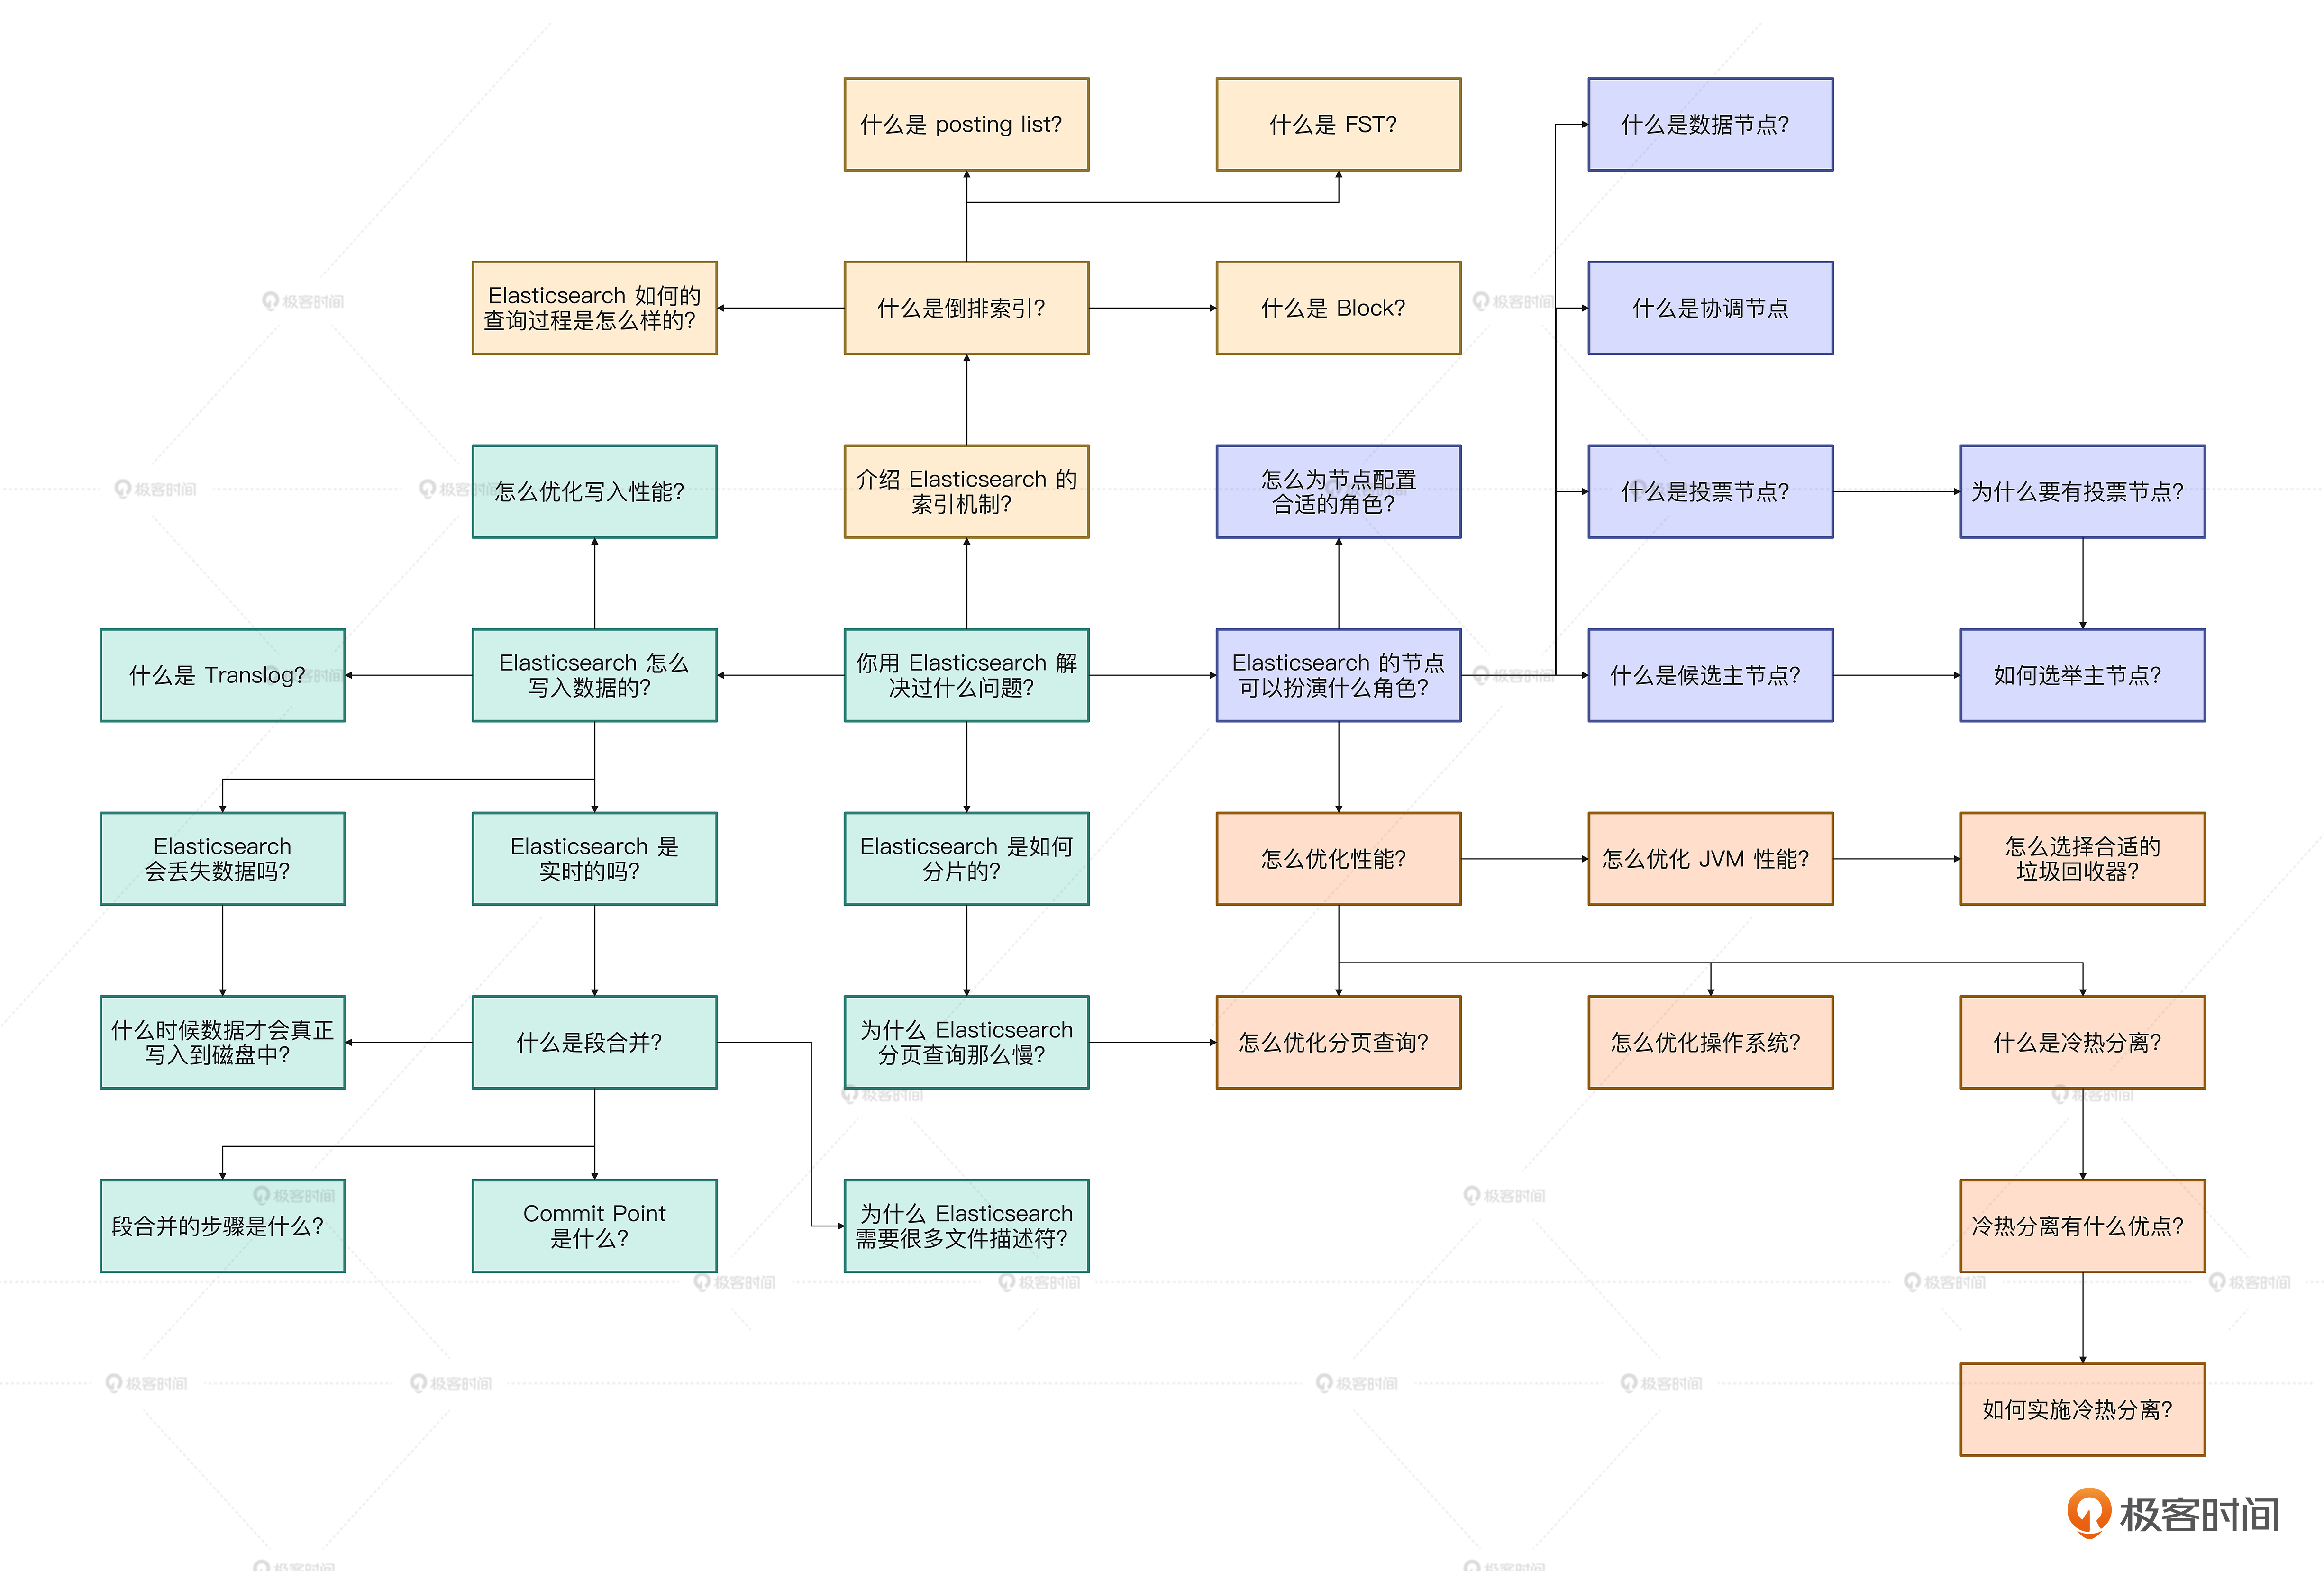 什么是 posting list?
什么是 FST?
什么是数据节点?
Elasticsearch 如何的
查询过程是怎么样的?
什么是倒排索引?
什么是 Block?
什么是协调节点
怎么优化写入性能?
介绍 Elasticsearch 的
索引机制?
怎么为节点配置
合适的角色?
什么是投票节点?
为什么要有投票节点?
什么是 Translog?
Elasticsearch 怎么
写入数据的?
你用 Elasticsearch 解
决过什么问题?
Elasticsearch 的节点
可以扮演什么角色?
什么是候选主节点?
如何选举主节点?
Elasticsearch
会丢失数据吗?
Elasticsearch 是
实时的吗?
Elasticsearch 是如何
分片的?
怎么优化性能?
怎么优化 JVM 性能?
怎么选择合适的
垃圾回收器?
什么时候数据才会真正
写入到磁盘中?
什么是段合并?
为什么 Elasticsearch
分页查询那么慢?
怎么优化分页查询?
怎么优化操作系统?
什么是冷热分离?
段合并的步骤是什么?
Commit Point
是什么?
为什么 Elasticsearch
需要很多文件描述符?
冷热分离有什么优点?
如何实施冷热分离?
极客时间